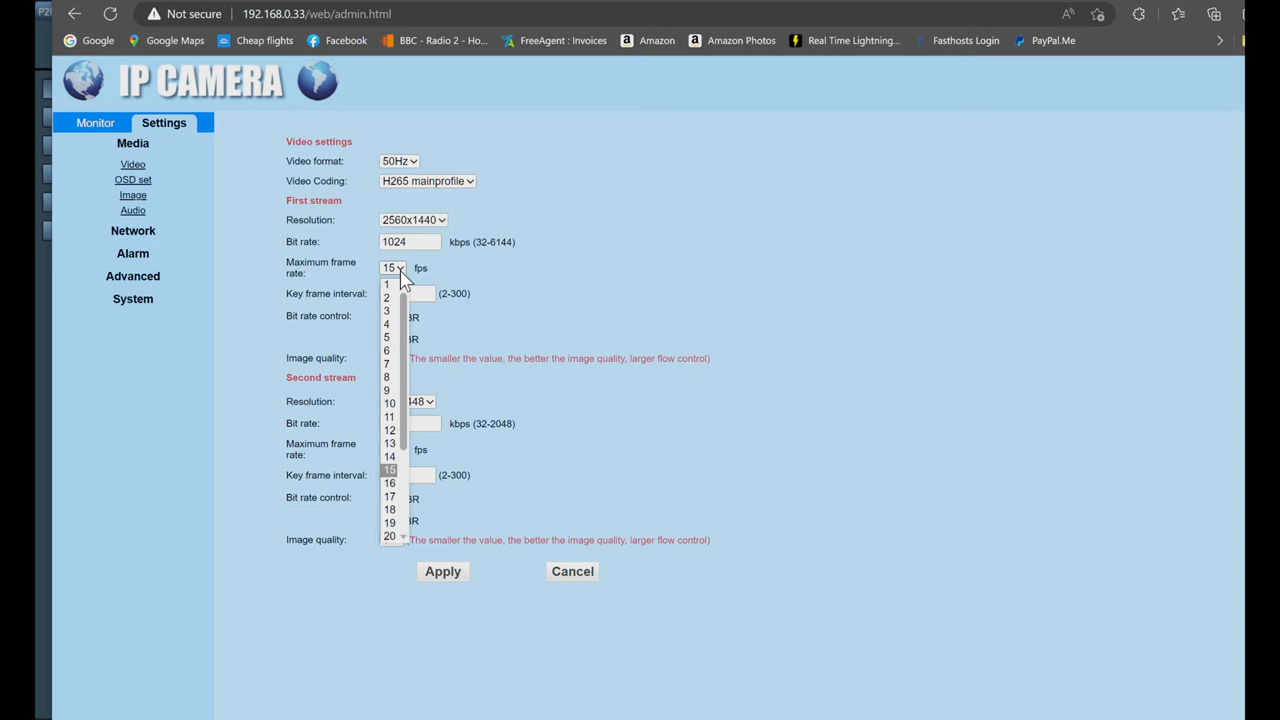 P2
Not secure 192.168.0.33/web/admin.html A
Google Google Maps Cheap flights Facebook BBC - Radio 2 - Ho... FreeAgent : Invoices Amazon Amazon Photos Real Time Lightning... Fasthosts Login PayPal.Me
IP CAMERA
Monitor Settings
Media
Video
OSD set
Image
Audio
Network
Alarm
Advanced
System
Video settings
Video format: 50Hz
Video Coding: H265 mainprofile
First stream
Resolution: 2560x1440
Bit rate: 1024 kbps (32-6144)
Maximum frame
rate: 15 fps
Key frame interval: (2-300)
Bit rate control: BR
BR
Image quality: The smaller the value, the better the image quality, larger flow control)
Second stream
Resolution: 448
Bit rate: kbps (32-2048)
Maximum frame
rate: fps
Key frame interval: (2-300)
Bit rate control: BR
BR
Image quality: (The smaller the value, the better the image quality, larger flow control)
1
2
3
4
5
6
7
8
9
10
11
12
13
14
15
16
17
18
19
20
Apply Cancel